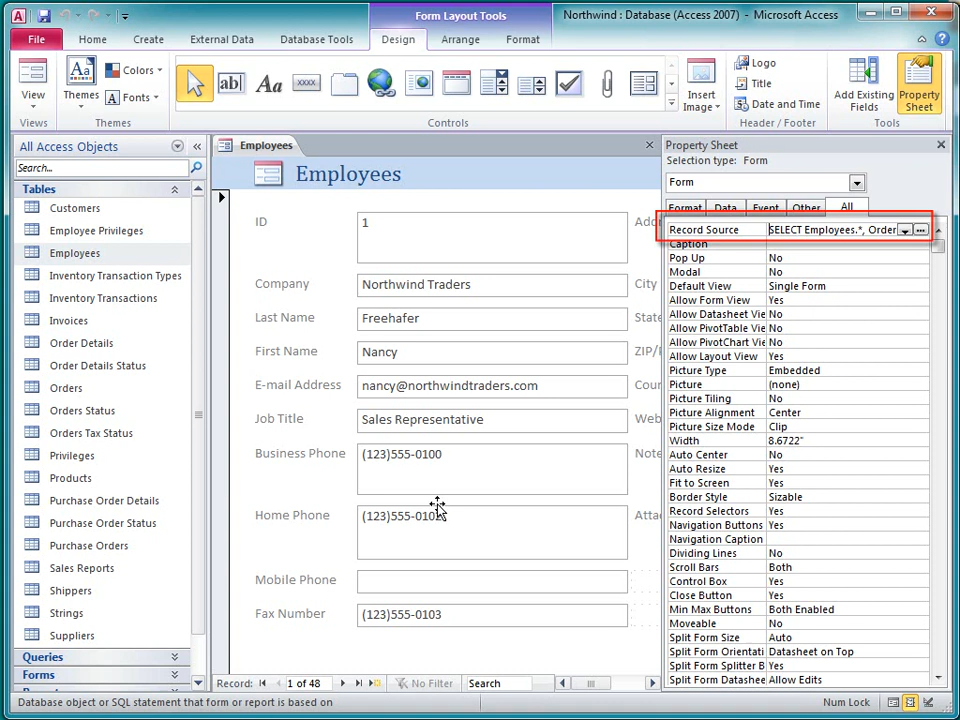 Form Layout Tools
Northwind : Database (Access 2007) - Microsoft Access
File Home Create External Data Database Tools Design Arrange Format
View
Views
Themes
Colors
Fonts
Themes
ab|
Aa
xxxx
Controls
Insert
Image
Logo
Title
Date and Time
Header / Footer
Add Existing
Fields
Property
Sheet
Tools
All Access Objects
Search...
Tables
Customers
Employee Privileges
Employees
Inventory Transaction Types
Inventory Transactions
Invoices
Order Details
Order Details Status
Orders
Orders Status
Orders Tax Status
Privileges
Products
Purchase Order Details
Purchase Order Status
Purchase Orders
Sales Reports
Shippers
Strings
Suppliers
Queries
Forms
Employees
Employees
ID 1
Company Northwind Traders City
Last Name Freehafer
First Name Nancy ZIP/
E-mail Address nancy@northwindtraders.com
Job Title Sales Representative
Business Phone (123)555-0100
Home Phone
Mobile Phone
Fax Number (123)555-0103
Record: 1 of 48 No Filter Search
Property Sheet
Selection type: Form
Form
Format Data Event Other All
Record Source SELECT Employees.*, Order
Caption
Pop Up No
Modal No
Default View Single Form
Allow Form View Yes
Allow Datasheet Vie No
Allow PivotTable Vie No
Allow PivotChart Vie No
Allow Layout View Yes
Picture Type Embedded
Picture (none)
Picture Tiling No
Picture Alignment Center
Picture Size Mode Clip
Width 8.6722"
Auto Center No
Auto Resize Yes
Fit to Screen Yes
Border Style Sizable
Record Selectors Yes
Navigation Buttons Yes
Navigation Caption
Dividing Lines No
Scroll Bars Both
Control Box Yes
Close Button Yes
Min Max Buttons Both Enabled
Moveable No
Split Form Size Auto
Split Form Orientati Datasheet on Top
Split Form Splitter B Yes
Split Form Datashee Allow Edits
Database object or SQL statement that form or report is based on
Num Lock